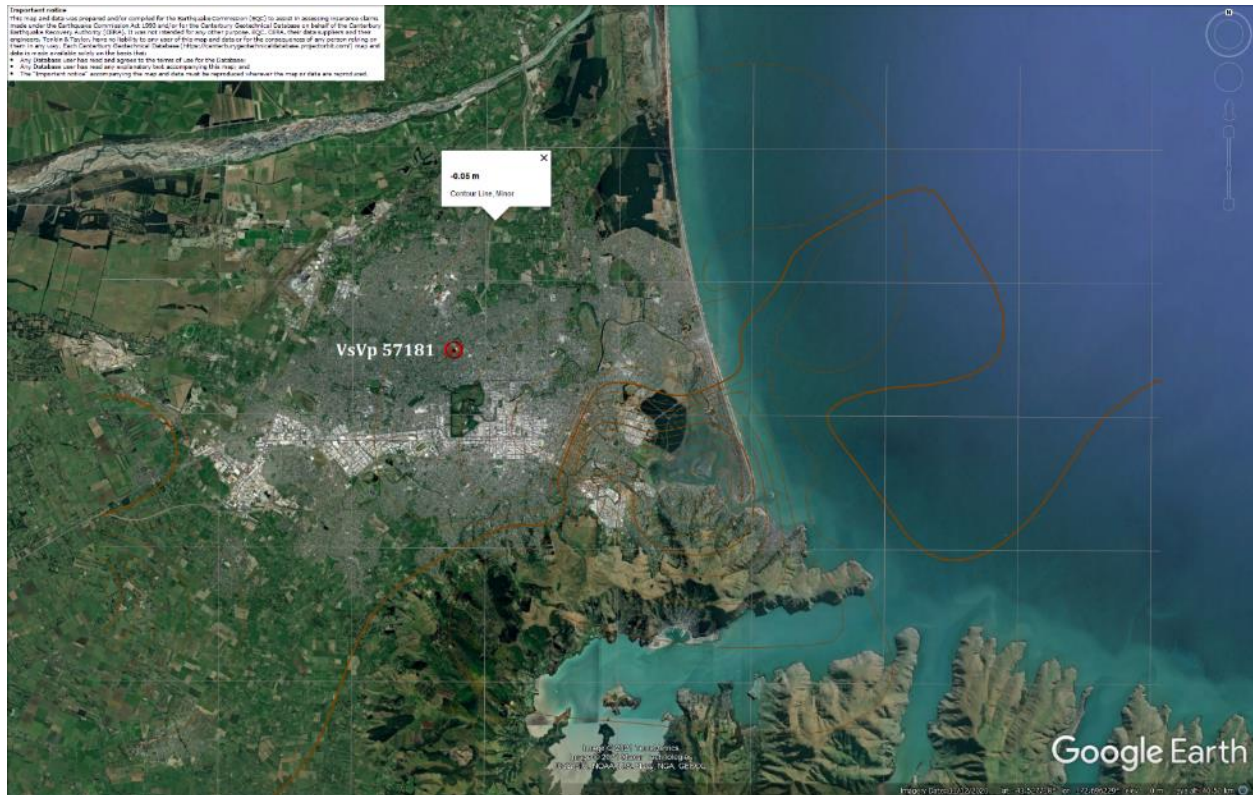 Important notice
This map and data was prepared and/or compiled for the Earthquake Commission (EQC) to assist in assessing insurance claims
made under the Earthquake Commission Act 1993 and/or for the Canterbury Geotechnical Database on behalf of the Canterbury
Earthquake Recovery Authority (CERA). It was not intended for any other purpose. EQC, CERA, their data suppliers and their
engineers, Tonkin & Taylor, have no liability to any user of this map and data or for the consequences of any person relying on
them in any way. Each Canterbury Geotechnical Database (https://canterburygeotechnicaldatabase.projectorbit.com/) map and
data is made available solely on the basis that:
• Any Database user has read and agrees to the terms of use for the Database;
• Any Database user has read any explanatory text accompanying this map; and
• The "Important notice" accompanying the map and data must be reproduced wherever the map or data are reproduced.
N
-0.05 m
Contour Line, Minor
VsVp 57181
Google Earth
Imagery Date: